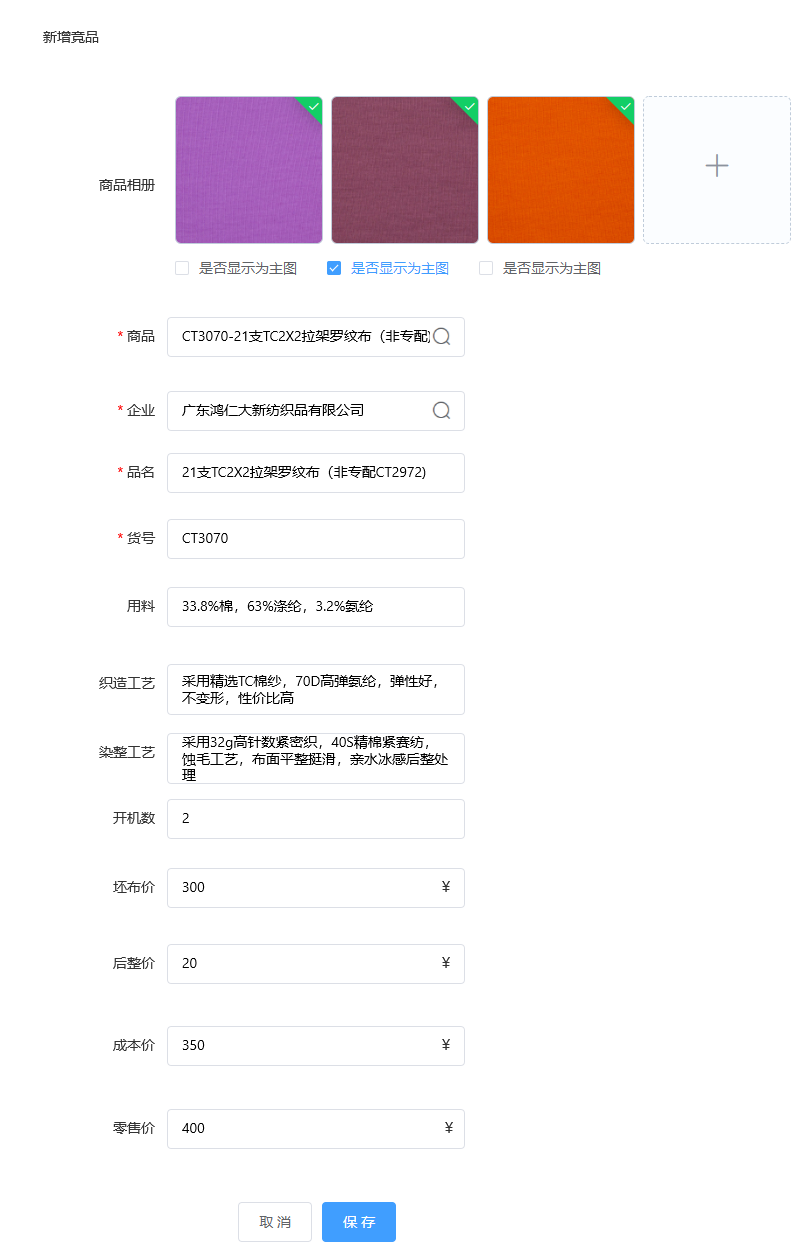 新增竞品
商品相册
是否显示为主图 是否显示为主图 是否显示为主图
* 商品 CT3070-21支TC2X2拉架罗纹布（非专配)
* 企业 广东鸿仁大新纺织品有限公司
* 品名 21支TC2X2拉架罗纹布（非专配CT2972)
* 货号 CT3070
用料 33.8%棉，63%涤纶，3.2%氨纶
织造工艺 采用精选TC棉纱，70D高弹氨纶，弹性好，
不变形，性价比高
染整工艺 采用32g高针数紧密织，40S精棉紧赛纺，
蚀毛工艺，布面平整挺滑，亲水冰感后整处
理
开机数 2
坯布价 300 ¥
后整价 20 ¥
成本价 350 ¥
零售价 400 ¥
取 消 保 存